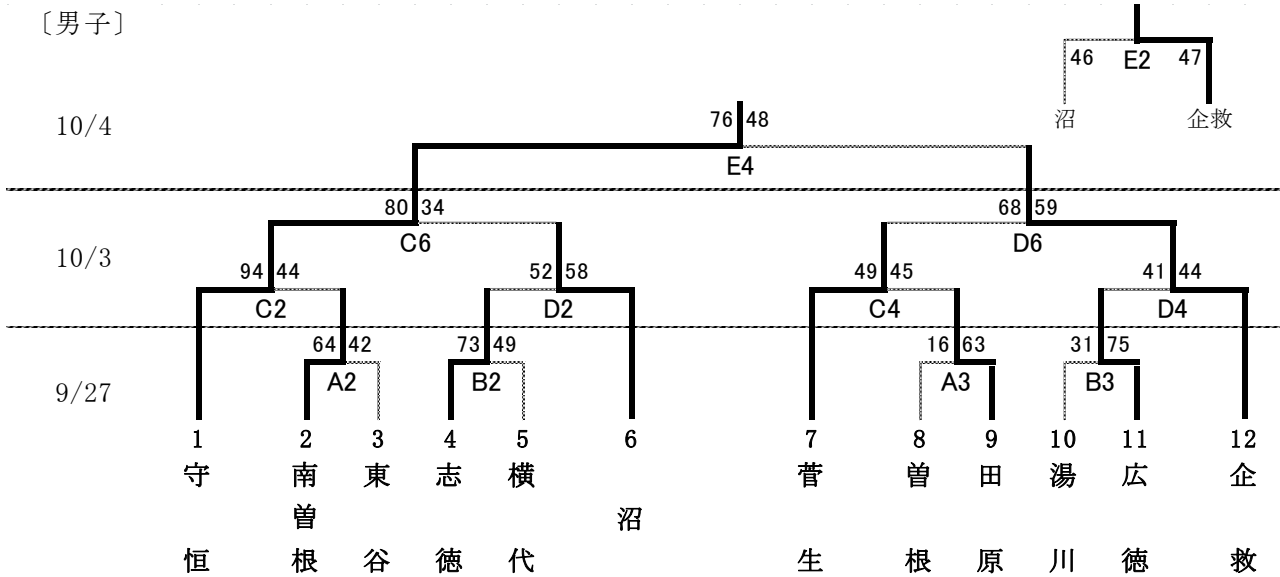 〔男子〕
46 E2 47
沼 企救
10/4
76 48
E4
80 34 68 59
C6 D6
10/3
94 44 52 58 49 45 41 44
C2 D2 C4 D4
64 42 73 49 16 63 31 75
A2 B2 A3 B3
9/27
1 2 3 4 5 6 7 8 9 10 11 12
守恒 南曽根 東谷 志徳 横代 沼 菅生 曽根 田原 湯川 広徳 企救